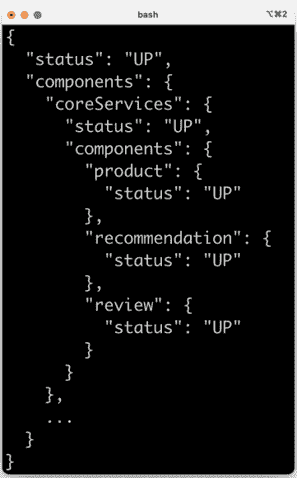 bash
⌥⌘2
{
  "status": "UP",
  "components": {
    "coreServices": {
      "status": "UP",
      "components": {
        "product": {
          "status": "UP"
        },
        "recommendation": {
          "status": "UP"
        },
        "review": {
          "status": "UP"
        }
      }
    },
    ...
  }
}